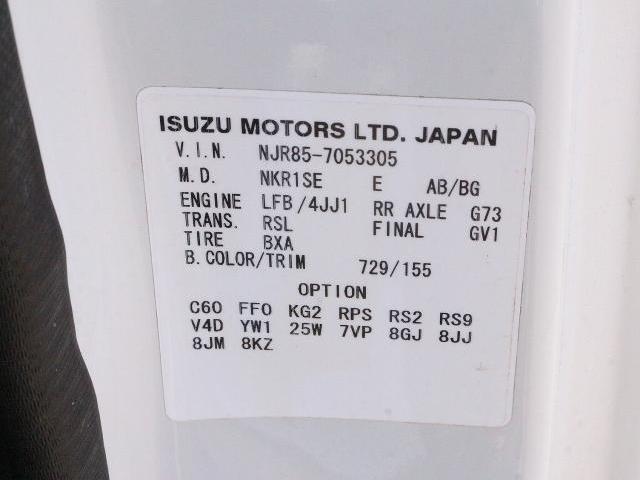 ISUZU MOTORS LTD. JAPAN
V.I.N. NJR85-7053305
M.D. NKR1SE E AB/BG
ENGINE LFB/4JJ1 RR AXLE G73
TRANS. RSL FINAL GV1
TIRE BXA
B.COLOR/TRIM 729/155
OPTION
C60 FF0 KG2 RPS RS2 RS9
V4D YW1 25W 7VP 8GJ 8JJ
8JM 8KZ